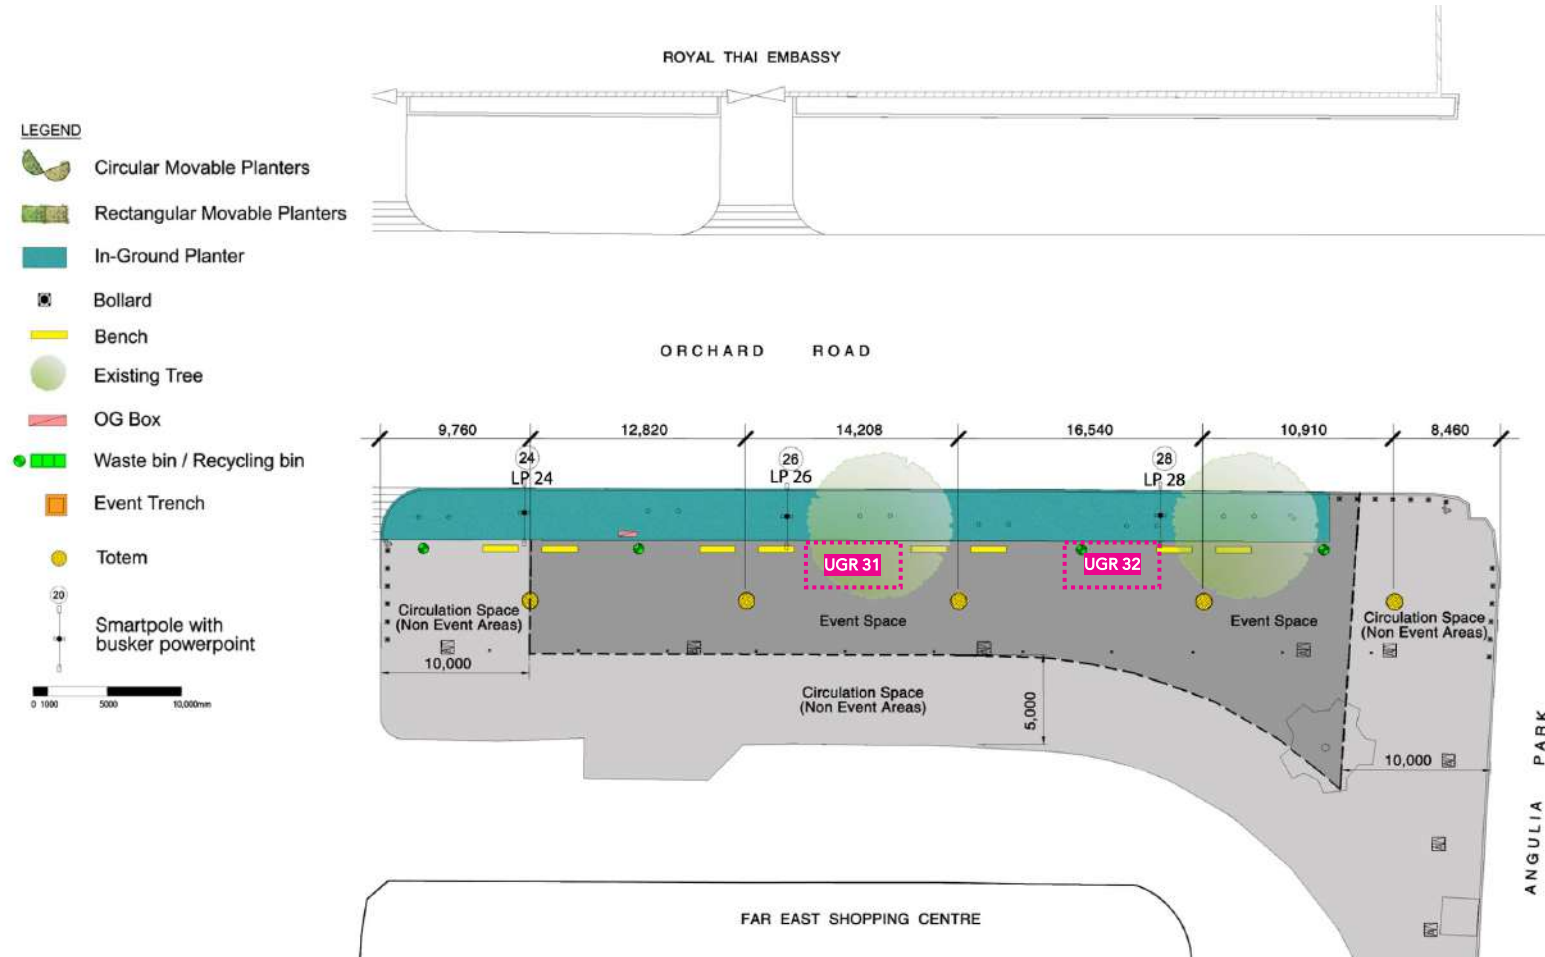 ROYAL THAI EMBASSY
LEGEND
Circular Movable Planters
Rectangular Movable Planters
In-Ground Planter
Bollard
Bench
Existing Tree
OG Box
Waste bin / Recycling bin
Event Trench
Totem
20
Smartpole with
busker powerpoint
0 1000 5000 10,000mm
ORCHARD ROAD
9,760 12,820 14,208 16,540 10,910 8,460
24 26 28
LP 24 LP 26 LP 28
UGR 31 UGR 32
Circulation Space
(Non Event Areas)
Event Space
Event Space
Circulation Space
(Non Event Areas)
10,000
Circulation Space
(Non Event Areas)
5,000
10,000
ANGULIA PARK
FAR EAST SHOPPING CENTRE